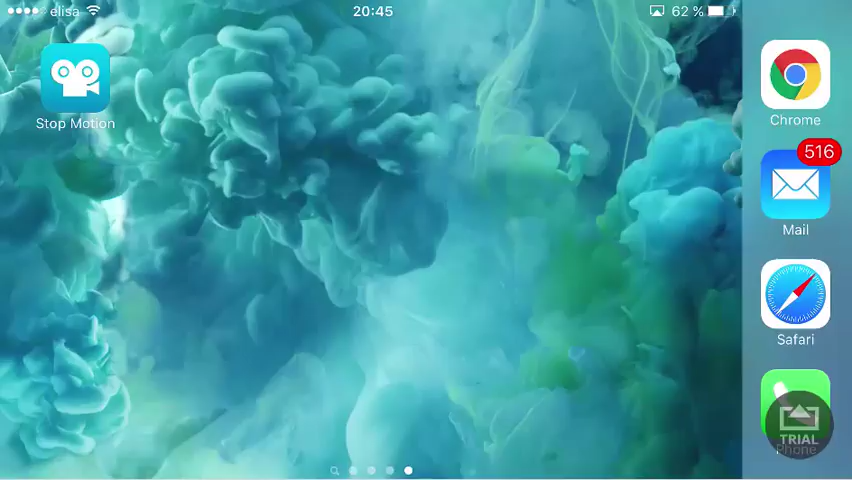 elisa
20:45
62 %
Stop Motion
Chrome
516
Mail
Safari
TRIAL
Phone